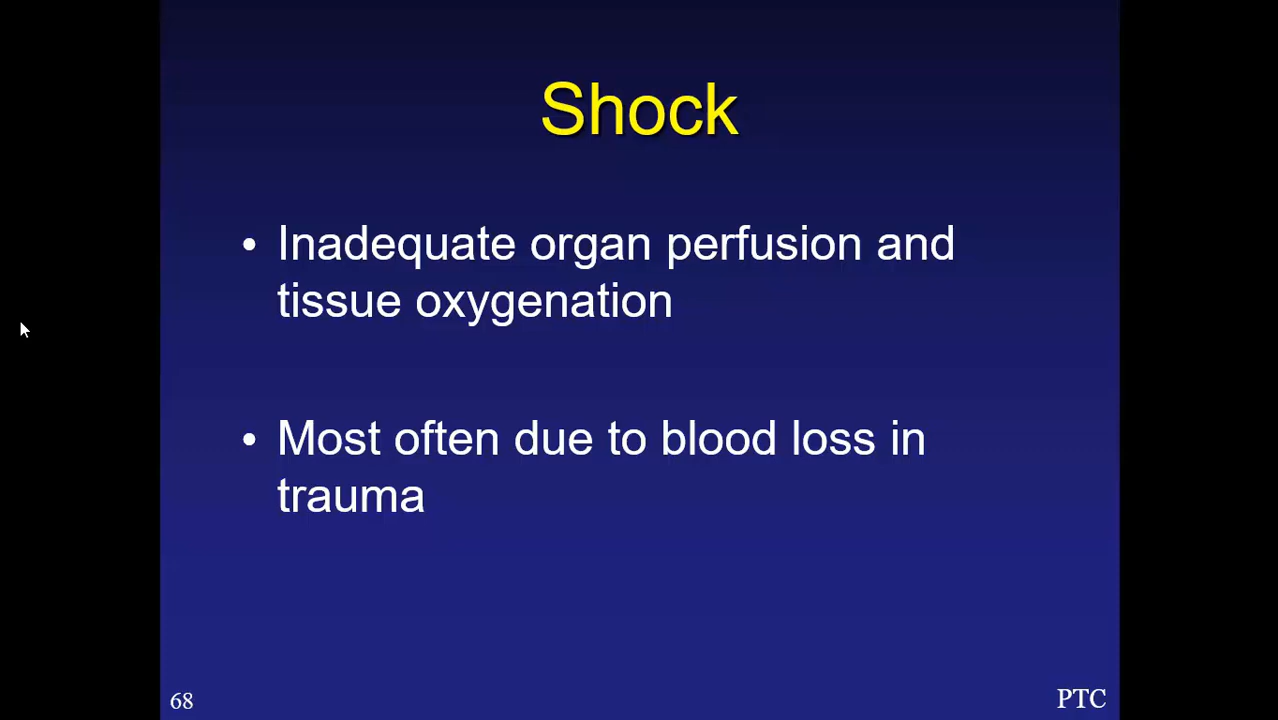 Shock
• Inadequate organ perfusion and
tissue oxygenation
• Most often due to blood loss in
trauma
68
PTC